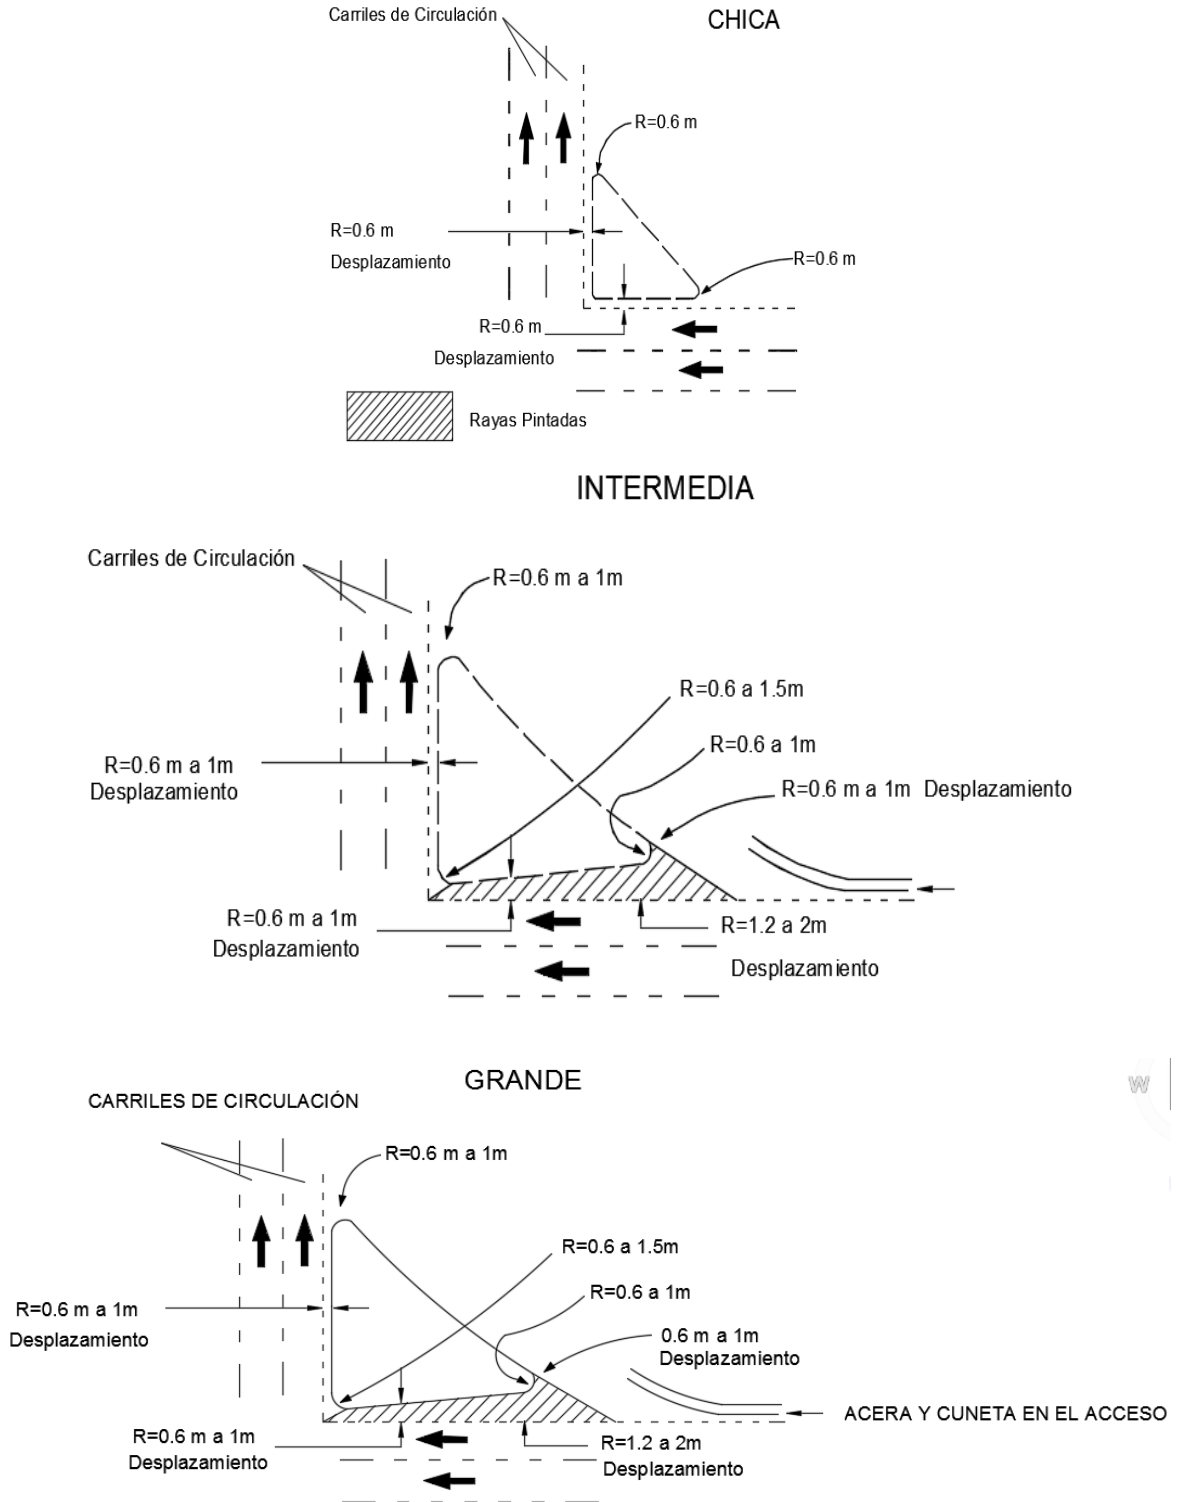 Carriles de Circulación
CHICA
R=0.6 m
R=0.6 m
Desplazamiento
R=0.6 m
R=0.6 m
Desplazamiento
Rayas Pintadas
INTERMEDIA
Carriles de Circulación
R=0.6 m a 1m
R=0.6 a 1.5m
R=0.6 a 1m
R=0.6 m a 1m
Desplazamiento
R=0.6 m a 1m Desplazamiento
R=0.6 m a 1m
Desplazamiento
R=1.2 a 2m
Desplazamiento
GRANDE
CARRILES DE CIRCULACIÓN
W
R=0.6 m a 1m
R=0.6 a 1.5m
R=0.6 a 1m
R=0.6 m a 1m
Desplazamiento
0.6 m a 1m
Desplazamiento
ACERA Y CUNETA EN EL ACCESO
R=0.6 m a 1m
Desplazamiento
R=1.2 a 2m
Desplazamiento